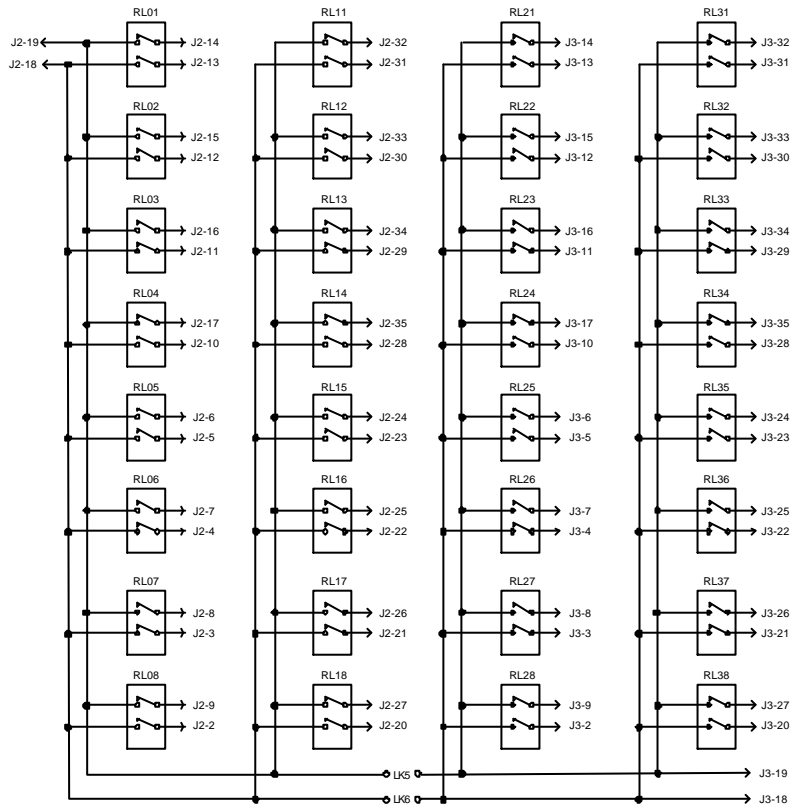 RL01 RL11 RL21 RL31
J2-19 J2-14 J2-32 J3-14 J3-32
J2-18 J2-13 J2-31 J3-13 J3-31
RL02 RL12 RL22 RL32
J2-15 J2-33 J3-15 J3-33
J2-12 J2-30 J3-12 J3-30
RL03 RL13 RL23 RL33
J2-16 J2-34 J3-16 J3-34
J2-11 J2-29 J3-11 J3-29
RL04 RL14 RL24 RL34
J2-17 J2-35 J3-17 J3-35
J2-10 J2-28 J3-10 J3-28
RL05 RL15 RL25 RL35
J2-6 J2-24 J3-6 J3-24
J2-5 J2-23 J3-5 J3-23
RL06 RL16 RL26 RL36
J2-7 J2-25 J3-7 J3-25
J2-4 J2-22 J3-4 J3-22
RL07 RL17 RL27 RL37
J2-8 J2-26 J3-8 J3-26
J2-3 J2-21 J3-3 J3-21
RL08 RL18 RL28 RL38
J2-9 J2-27 J3-9 J3-27
J2-2 J2-20 J3-2 J3-20
LK5 J3-19
LK6 J3-18